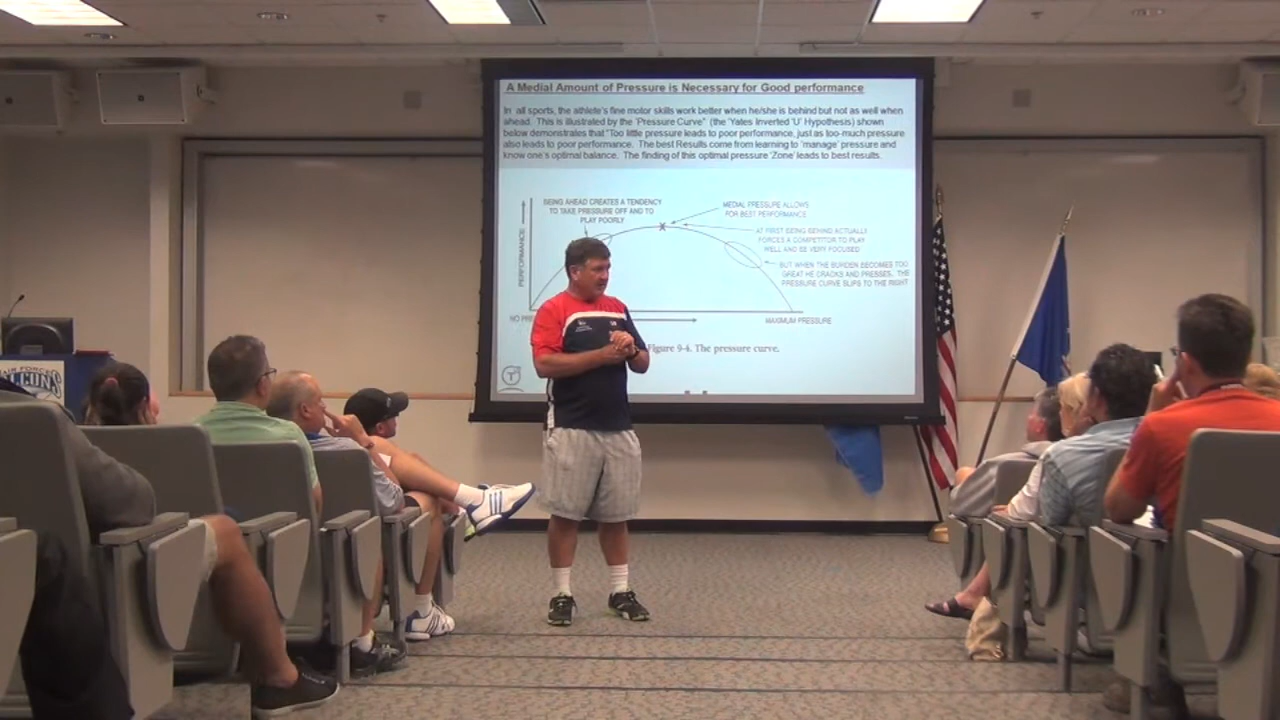 A Medial Amount of Pressure is Necessary for Good performance
In all sports, the athlete's fine motor skills work better when he/she is behind but not as well when
ahead. This is illustrated by the 'Pressure Curve" (the 'Yates Inverted 'U' Hypothesis) shown
below demonstrates that "Too little pressure leads to poor performance, just as too-much pressure
also leads to poor performance. The best Results come from learning to 'manage' pressure and
know one's optimal balance. The finding of this optimal pressure 'Zone' leads to best results.
BEING AHEAD CREATES A TENDENCY
TO TAKE PRESSURE OFF AND TO
PLAY POORLY
MEDIAL PRESSURE ALLOWS
FOR BEST PERFORMANCE
X
AT FIRST BEING BEHIND ACTUALLY
FORCES A COMPETITOR TO PLAY
WELL AND BE VERY FOCUSED
BUT WHEN THE BURDEN BECOMES TOO
GREAT HE CRACKS AND PRESSES. THE
PRESSURE CURVE SLIPS TO THE RIGHT
PERFORMANCE
NO PRE
MAXIMUM PRESSURE
Figure 9-4. The pressure curve.
T
AIR FORCE
ALCONS